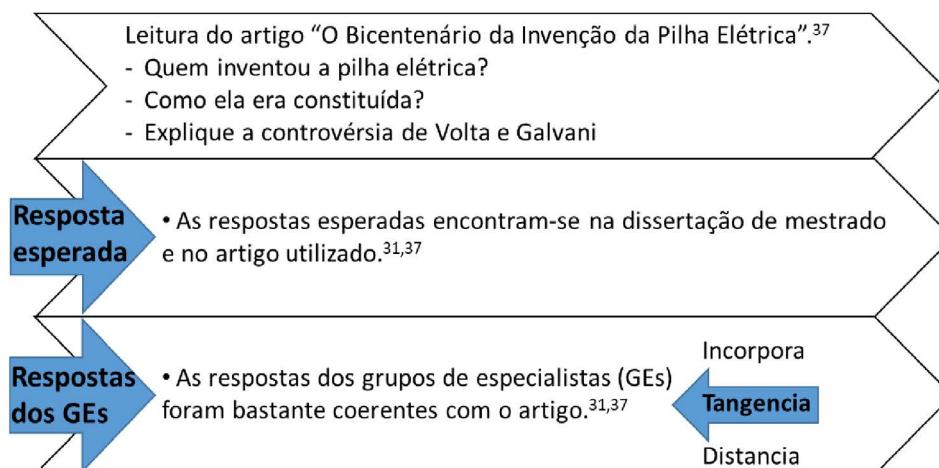 Leitura do artigo “O Bicentenário da Invenção da Pilha Elétrica”.³⁷
- Quem inventou a pilha elétrica?
- Como ela era constituída?
- Explique a controvérsia de Volta e Galvani
Resposta
esperada
• As respostas esperadas encontram-se na dissertação de mestrado
e no artigo utilizado.³¹,³⁷
Respostas
dos GEs
• As respostas dos grupos de especialistas (GEs)
foram bastante coerentes com o artigo.³¹,³⁷
Incorpora
Tangencia
Distancia